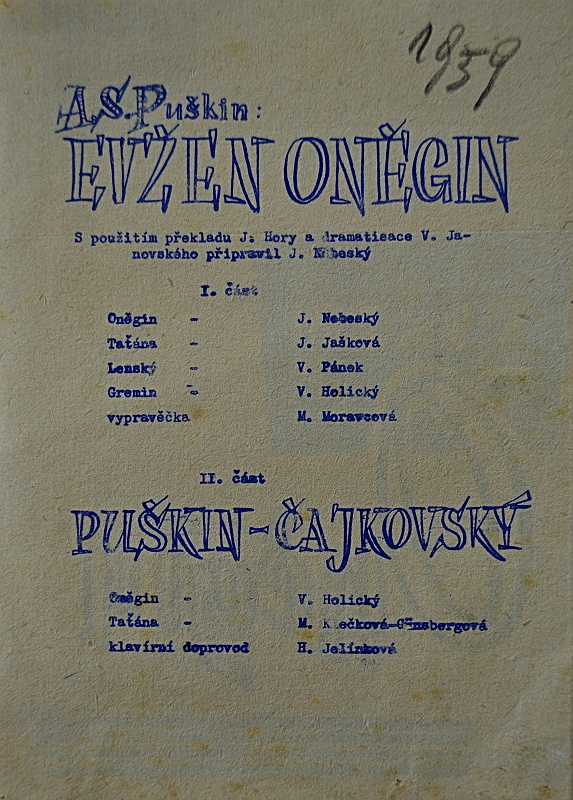 1959
A.S.Puškin:
EVŽEN ONĚGIN
S použitím překladu J. Hory a dramatisace V. Ja-
novského připravil J. Nebeský
I. část
Oněgin - J. Nebeský
Taťána - J. Jašková
Lenský - V. Pánek
Gremin - V. Holický
vypravěčka M. Moravcová
II. část
PUŠKIN-ČAJKOVSKÝ
Oněgin - V. Holický
Taťána - M.
klavírní doprovod H. Jelínková